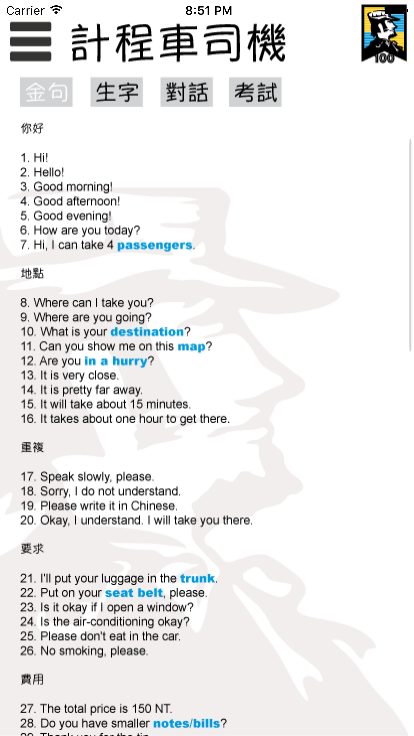 Carrier 8:51 PM
計程車司機
100
金句 生字 對話 考試
你好
1. Hi!
2. Hello!
3. Good morning!
4. Good afternoon!
5. Good evening!
6. How are you today?
7. Hi, I can take 4 passengers.
地點
8. Where can I take you?
9. Where are you going?
10. What is your destination?
11. Can you show me on this map?
12. Are you in a hurry?
13. It is very close.
14. It is pretty far away.
15. It will take about 15 minutes.
16. It takes about one hour to get there.
重複
17. Speak slowly, please.
18. Sorry, I do not understand.
19. Please write it in Chinese.
20. Okay, I understand. I will take you there.
要求
21. I'll put your luggage in the trunk.
22. Put on your seat belt, please.
23. Is it okay if I open a window?
24. Is the air-conditioning okay?
25. Please don't eat in the car.
26. No smoking, please.
費用
27. The total price is 150 NT.
28. Do you have smaller notes/bills?